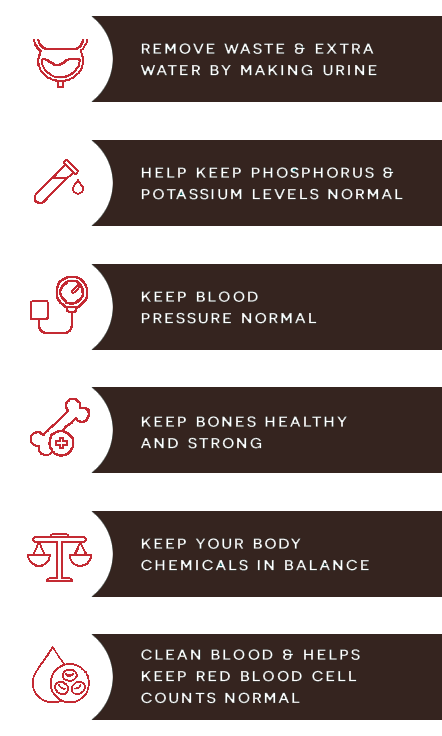 REMOVE WASTE & EXTRA
WATER BY MAKING URINE
HELP KEEP PHOSPHORUS &
POTASSIUM LEVELS NORMAL
KEEP BLOOD
PRESSURE NORMAL
KEEP BONES HEALTHY
AND STRONG
KEEP YOUR BODY
CHEMICALS IN BALANCE
CLEAN BLOOD & HELPS
KEEP RED BLOOD CELL
COUNTS NORMAL